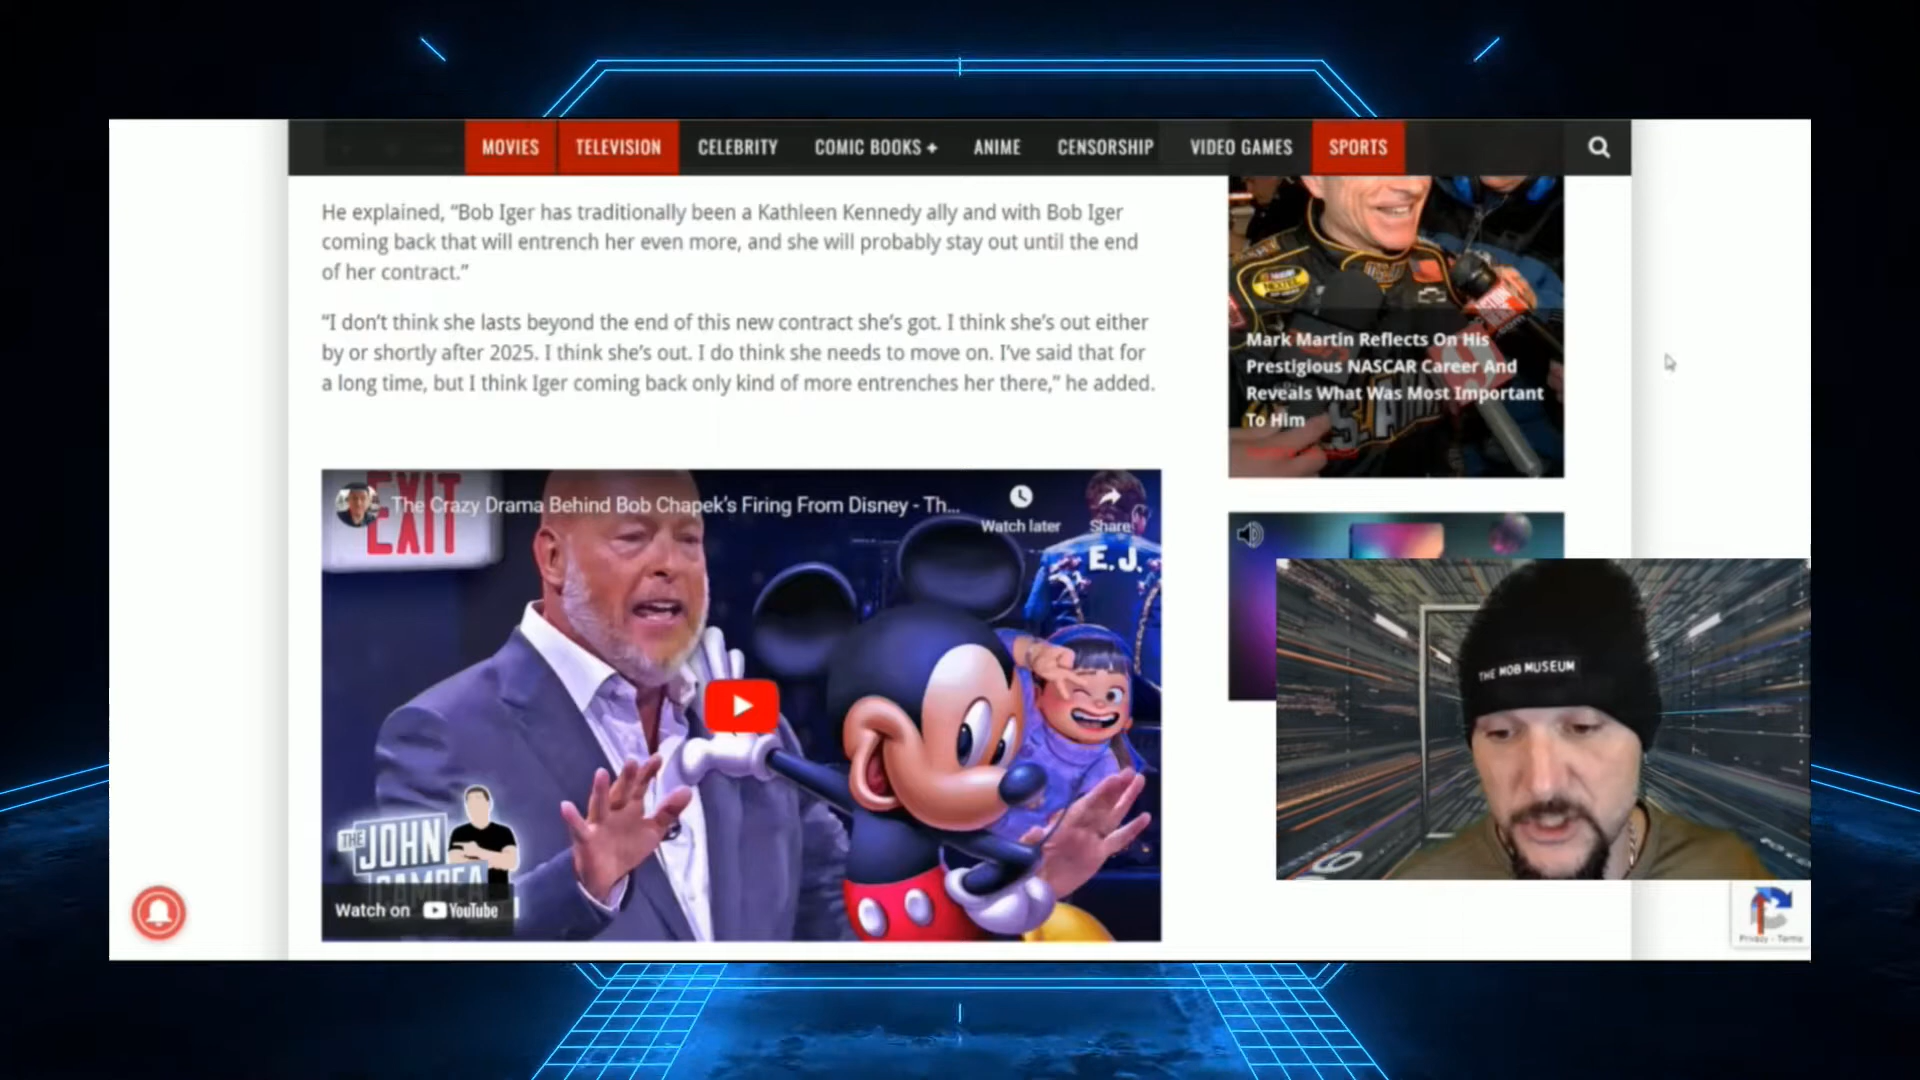 MOVIES TELEVISION CELEBRITY COMIC BOOKS + ANIME CENSORSHIP VIDEO GAMES SPORTS
He explained, “Bob Iger has traditionally been a Kathleen Kennedy ally and with Bob Iger
coming back that will entrench her even more, and she will probably stay out until the end
of her contract.”
“I don’t think she lasts beyond the end of this new contract she’s got. I think she’s out either
by or shortly after 2025. I think she’s out. I do think she needs to move on. I’ve said that for
a long time, but I think Iger coming back only kind of more entrenches her there,” he added.
Mark Martin Reflects On His
Prestigious NASCAR Career And
Reveals What Was Most Important
To Him
EXIT
The Crazy Drama Behind Bob Chapek’s Firing From Disney - Th...
Watch later
Share
E.J.
THE
JOHN
CAMPEA
Watch on YouTube
THE MOB MUSEUM
Privacy - Terms